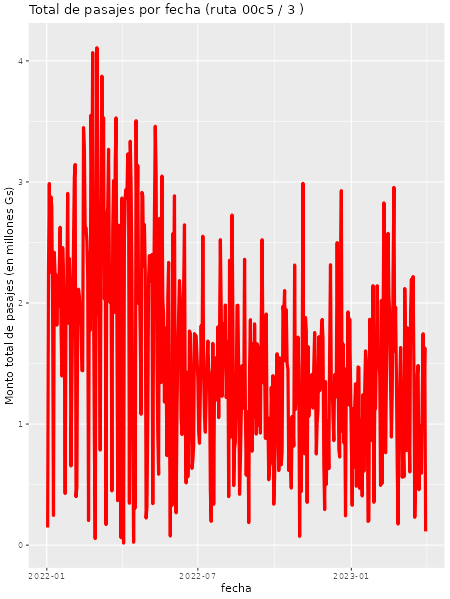 Total de pasajes por fecha (ruta 00c5 / 3 )
Monto total de pasajes (en millones Gs)
4
3
2
1
0
2022-01 2022-07 2023-01
fecha